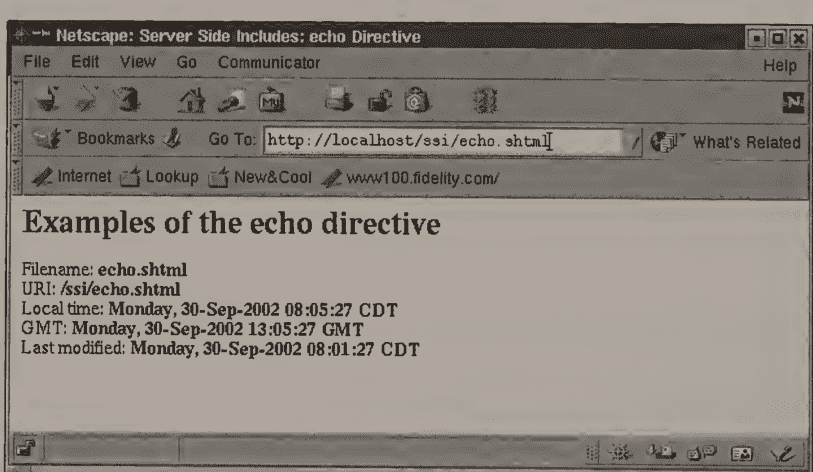 Netscape: Server Side Includes: echo Directive
File Edit View Go Communicator Help
My N
Bookmarks Go To: http://localhost/ssi/echo.shtml What's Related
Internet Lookup New&Cool www100.fidelity.com/
Examples of the echo directive
Filename: echo.shtml
URI: /ssi/echo.shtml
Local time: Monday, 30-Sep-2002 08:05:27 CDT
GMT: Monday, 30-Sep-2002 13:05:27 GMT
Last modified: Monday, 30-Sep-2002 08:01:27 CDT